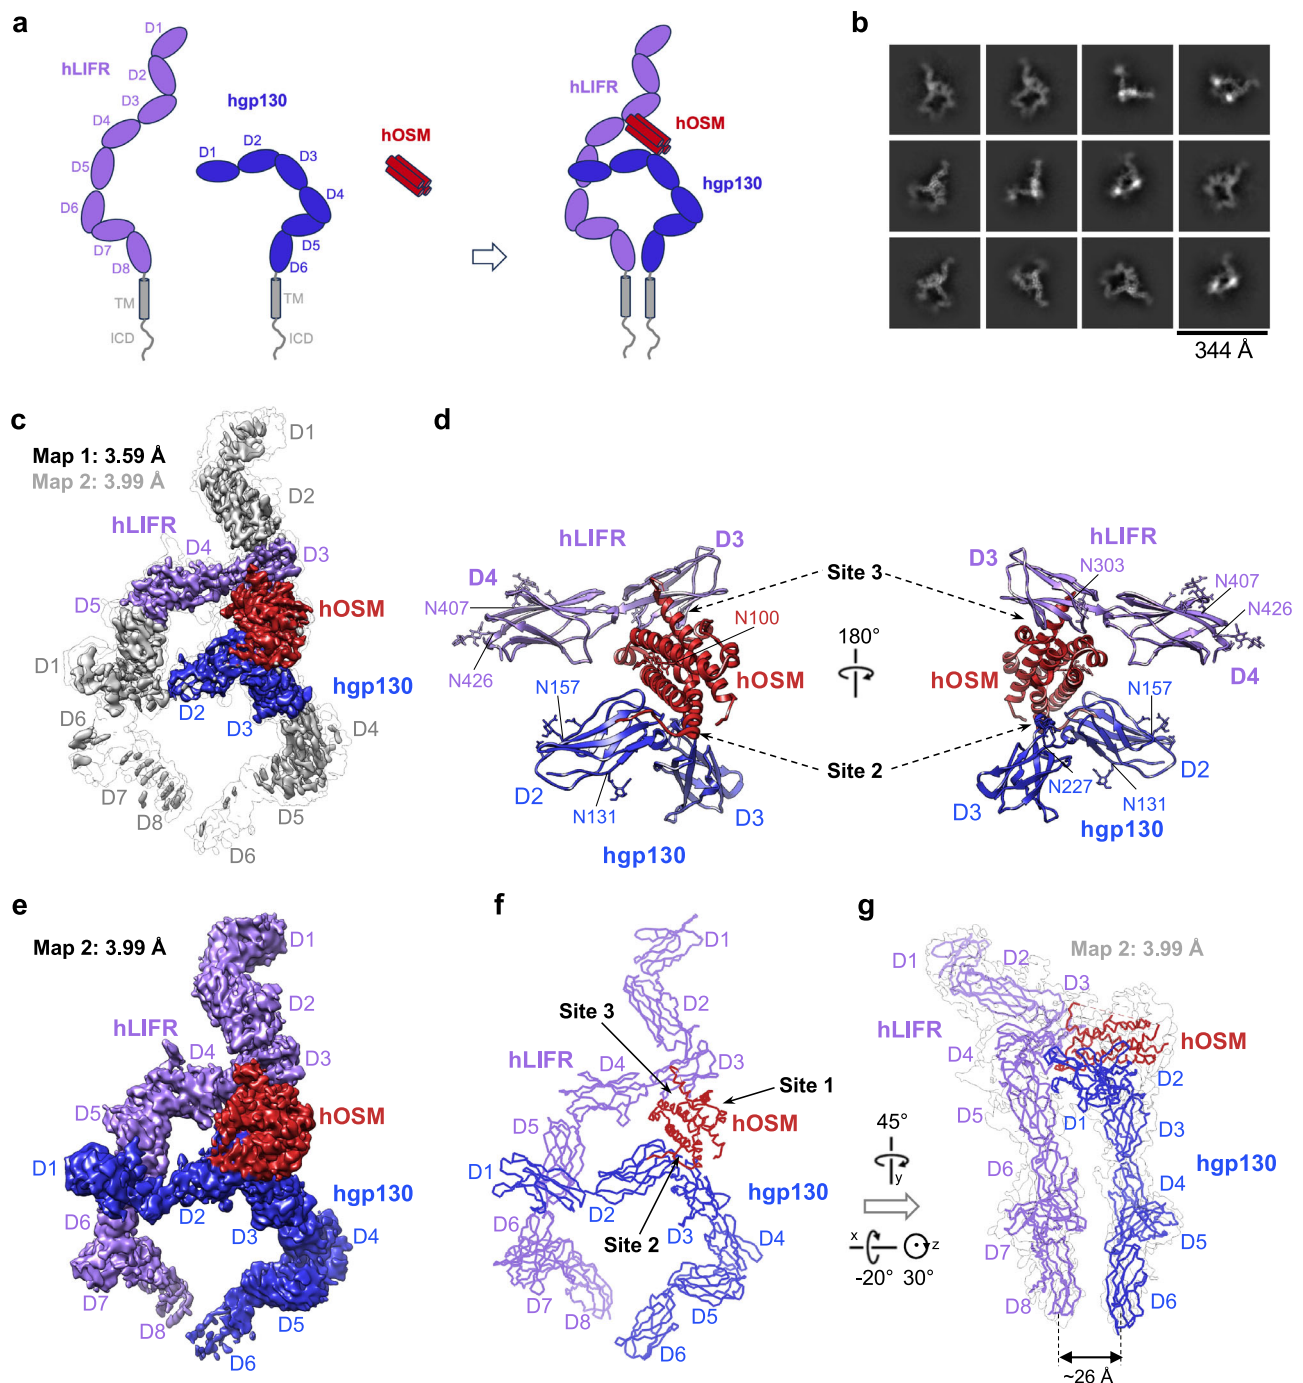 a
D1
hLIFR
D2
D3
D4
D5
D6
D7
D8
TM
ICD
hgp130
D1
D2
D3
D4
D5
D6
TM
ICD
hOSM
hLIFR
hOSM
hgp130
b
344 Å
c
Map 1: 3.59 Å
Map 2: 3.99 Å
D1
D2
hLIFR
D4
D3
D5
hOSM
D1
hgp130
D2
D6
D3
D4
D7
D8
D5
D6
d
hLIFR
D3
D4
N407
N426
N100
hOSM
N157
D2
N131
D3
hgp130
Site 3
180°
Site 2
D3
hLIFR
N303
N407
N426
D4
hOSM
N157
D2
N227
N131
D3
hgp130
e
Map 2: 3.99 Å
D1
D2
hLIFR
D4
D3
D5
hOSM
D1
hgp130
D2
D6
D3
D4
D7
D8
D5
D6
f
D1
D2
Site 3
hLIFR
D4
D3
Site 1
hOSM
D5
D1
hgp130
D2
D6
D3
Site 2
D4
D7
D8
D5
D6
g
Map 2: 3.99 Å
D1
D2
D3
hLIFR
hOSM
D4
D2
D5
D1
D3
hgp130
45°
y
D6
D4
x
z
-20°
30°
D7
D5
D8
D6
~26 Å